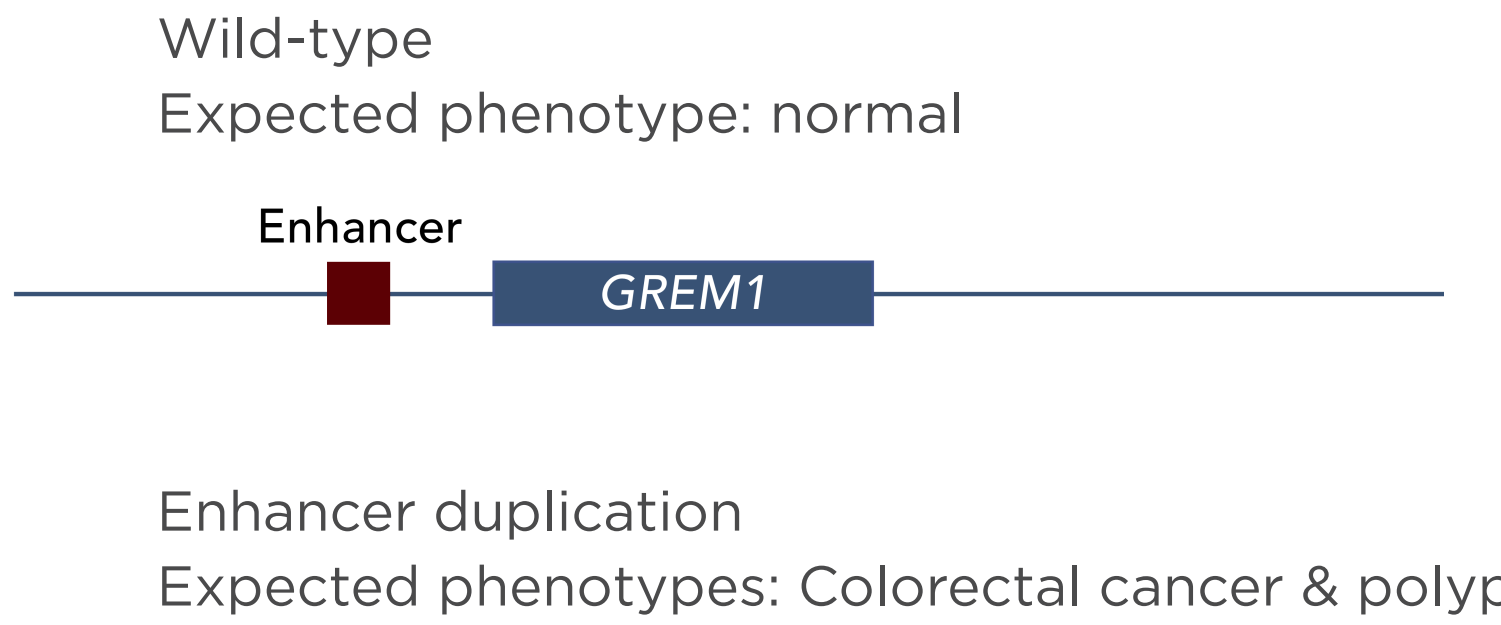 Wild-type
Expected phenotype: normal
Enhancer
GREM1
Enhancer duplication
Expected phenotypes: Colorectal cancer &